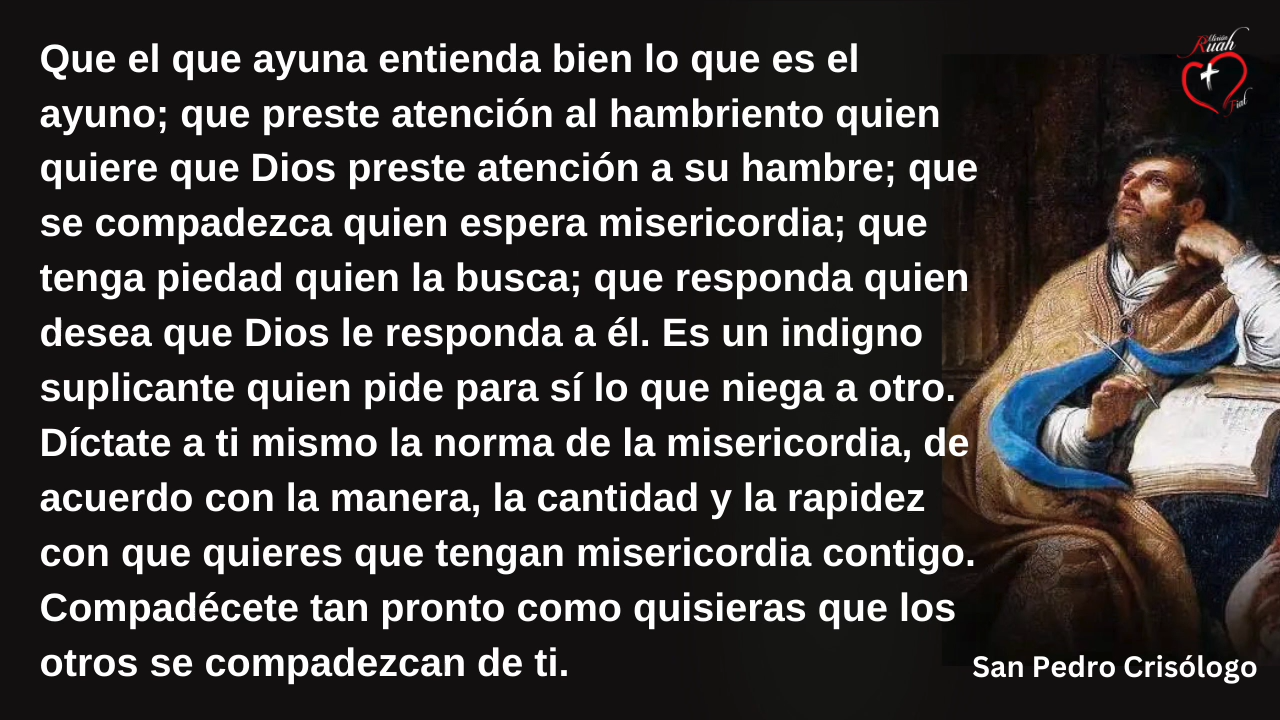 Que el que ayuna entienda bien lo que es el
ayuno; que preste atención al hambriento quien
quiere que Dios preste atención a su hambre; que
se compadezca quien espera misericordia; que
tenga piedad quien la busca; que responda quien
desea que Dios le responda a él. Es un indigno
suplicante quien pide para sí lo que niega a otro.
Díctate a ti mismo la norma de la misericordia, de
acuerdo con la manera, la cantidad y la rapidez
con que quieres que tengan misericordia contigo.
Compadécete tan pronto como quisieras que los
otros se compadezcan de ti.
San Pedro Crisólogo
Ruah